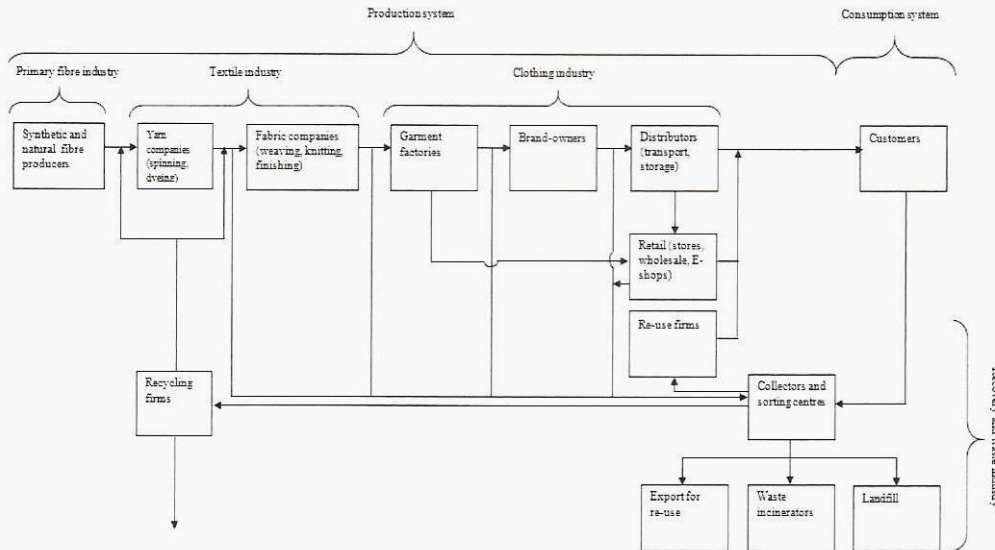 Production system
Consumption system
Primary fibre industry
Textile industry
Clothing industry
Synthetic and
natural fibre
producers
Yarn
companies
(spinning,
dyeing)
Fabric companies
(weaving, knitting,
finishing)
Garment
factories
Brand-owners
Distributors
(transport,
storage)
Customers
Retail (stores,
wholesale, E-
shops)
Re-use firms
Recycling
firms
Collectors and
sorting centres
Export for
re-use
Waste
incinerators
Landfill